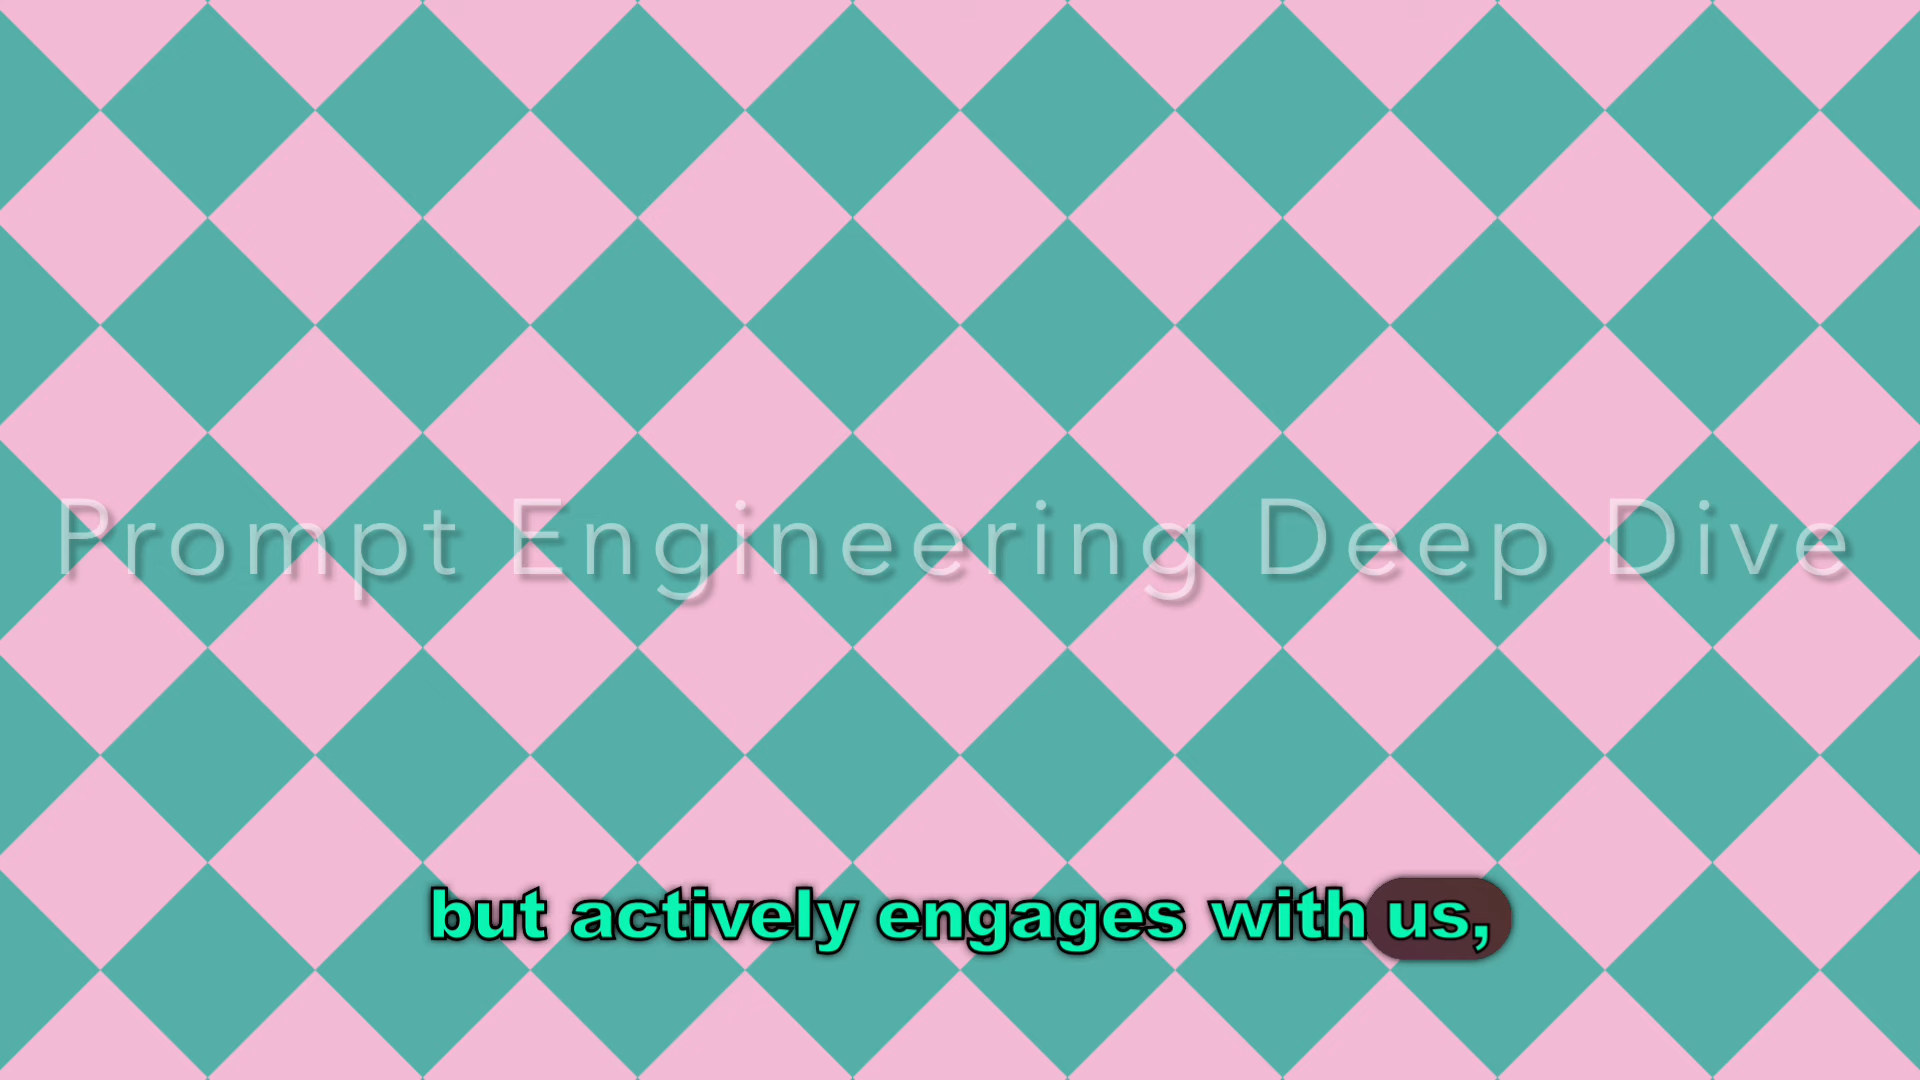 Prompt Engineering Deep Dive
but actively engages with us,